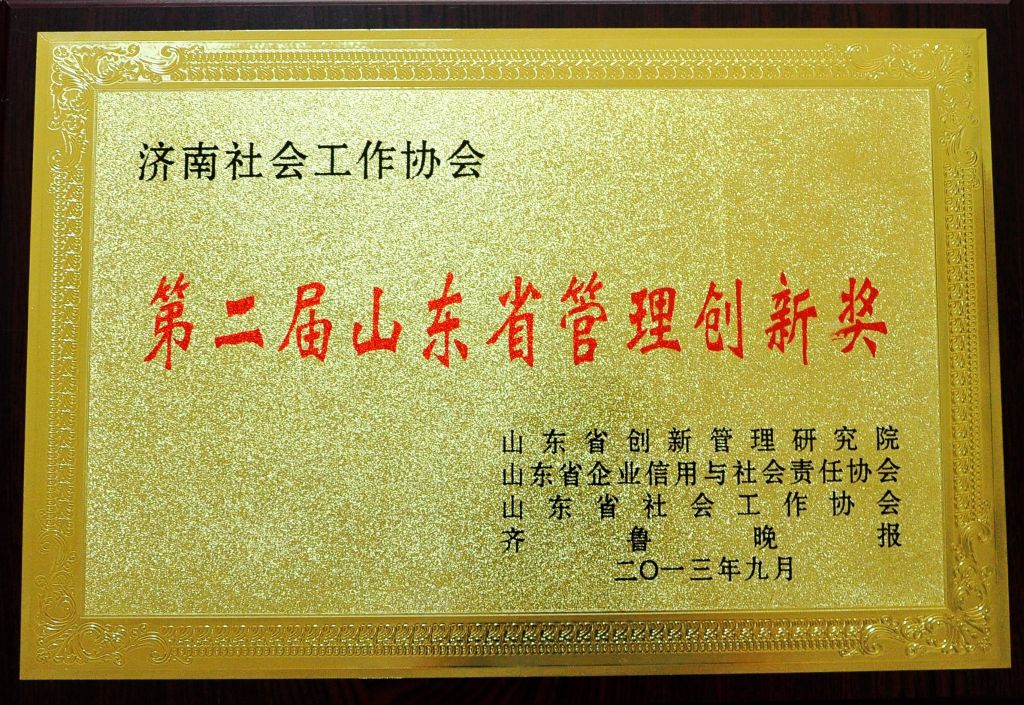 济南社会工作协会
第二届山东省管理创新奖
山东省创新管理研究院
山东省企业信用与社会责任协会
山东省社会工作协会
齐鲁晚报
二〇一三年九月